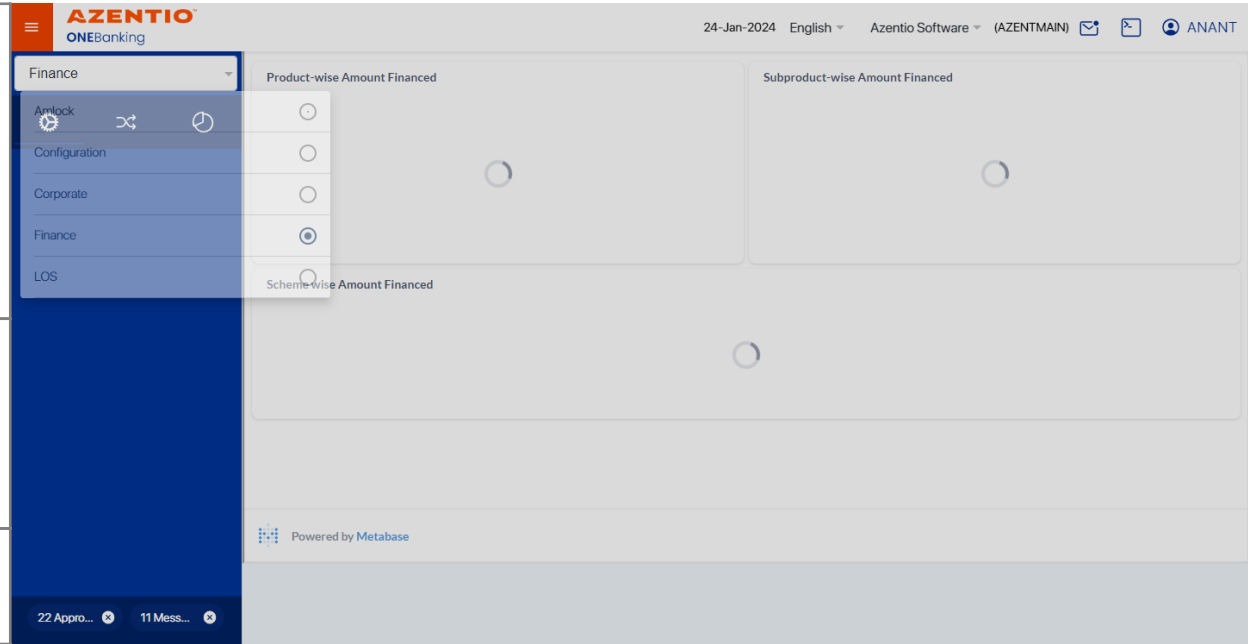 AZENTIO™
ONEBanking
24-Jan-2024 English Azentio Software (AZENTMAIN) ANANT
Finance
Product-wise Amount Financed
Subproduct-wise Amount Financed
Amlock
Configuration
Corporate
Finance
LOS
Scheme-wise Amount Financed
Powered by Metabase
22 Appro... 11 Mess...